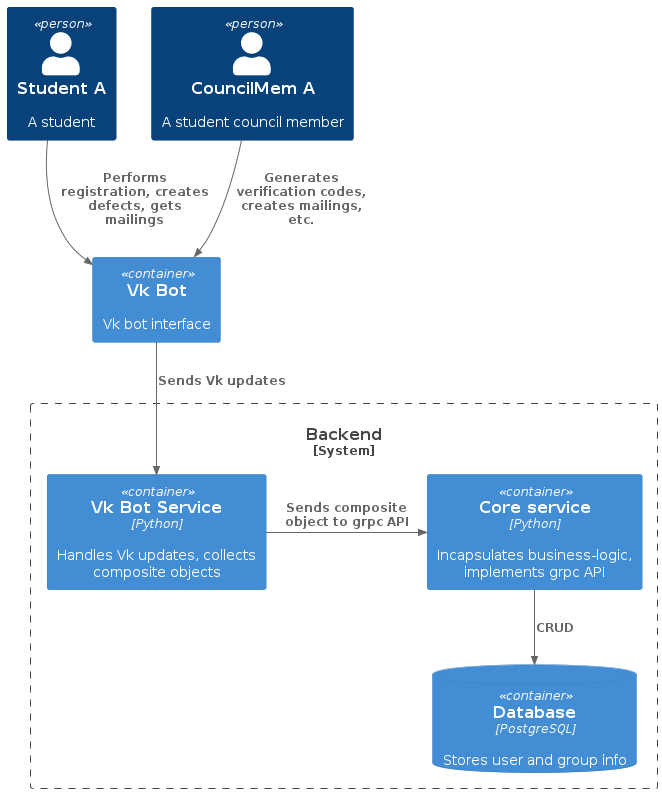 «person»
Student A
A student
«person»
CouncilMem A
A student council member
Performs
registration, creates
defects, gets
mailings
Generates
verification codes,
creates mailings,
etc.
«container»
Vk Bot
Vk bot interface
Sends Vk updates
Backend
[System]
«container»
Vk Bot Service
[Python]
Handles Vk updates, collects
composite objects
Sends composite
object to grpc API
«container»
Core service
[Python]
Incapsulates business-logic,
implements grpc API
CRUD
«container»
Database
[PostgreSQL]
Stores user and group info